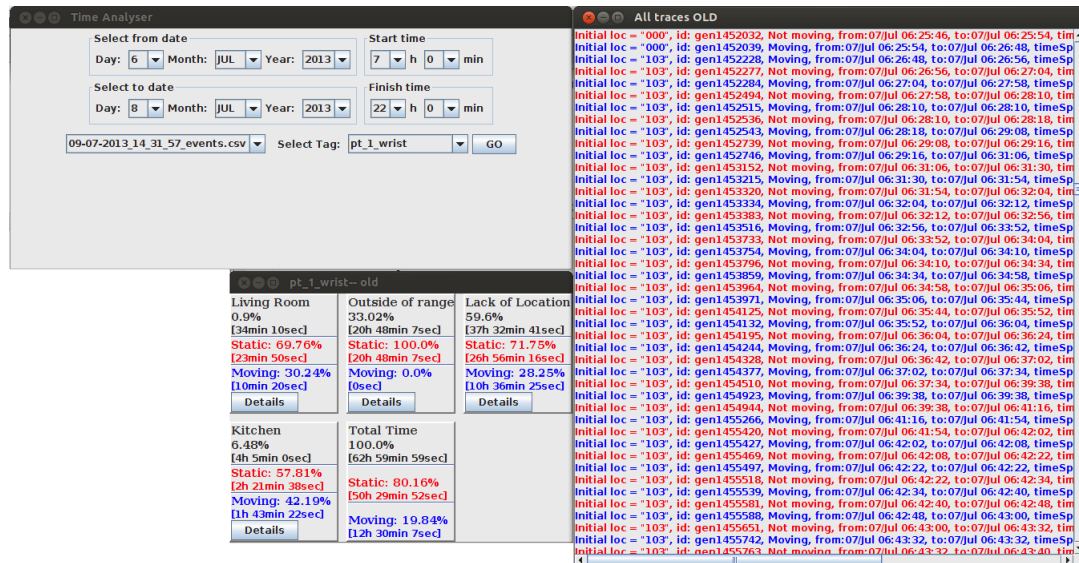 Time Analyser
Select from date
Start time
Day: 6 Month: JUL Year: 2013 7 h 0 min
Select to date
Finish time
Day: 8 Month: JUL Year: 2013 22 h 0 min
09-07-2013_14_31_57_events.csv Select Tag: pt_1_wrist GO
pt_1_wrist-- old
Living Room
0.9%
[34min 10sec]
Static: 69.76%
[23min 50sec]
Moving: 30.24%
[10min 20sec]
Details
Outside of range
33.02%
[20h 48min 7sec]
Static: 100.0%
[20h 48min 7sec]
Moving: 0.0%
[0sec]
Details
Lack of Location
59.6%
[37h 32min 41sec]
Static: 71.75%
[26h 56min 16sec]
Moving: 28.25%
[10h 36min 25sec]
Details
Kitchen
6.48%
[4h 5min 0sec]
Static: 57.81%
[2h 21min 38sec]
Moving: 42.19%
[1h 43min 22sec]
Details
Total Time
100.0%
[62h 59min 59sec]
Static: 80.16%
[50h 29min 52sec]
Moving: 19.84%
[12h 30min 7sec]
All traces OLD
Initial loc = "000", id: gen1452032, Not moving, from:07/Jul 06:25:46, to:07/Jul 06:25:54, tim
Initial loc = "000", id: gen1452039, Moving, from:07/Jul 06:25:54, to:07/Jul 06:26:48, timeSp
Initial loc = "103", id: gen1452228, Moving, from:07/Jul 06:26:48, to:07/Jul 06:26:56, timeSp
Initial loc = "103", id: gen1452277, Not moving, from:07/Jul 06:26:56, to:07/Jul 06:27:04, tim
Initial loc = "103", id: gen1452284, Moving, from:07/Jul 06:27:04, to:07/Jul 06:27:58, timeSp
Initial loc = "103", id: gen1452494, Not moving, from:07/Jul 06:27:58, to:07/Jul 06:28:10, tim
Initial loc = "103", id: gen1452515, Moving, from:07/Jul 06:28:10, to:07/Jul 06:28:10, timeSp
Initial loc = "103", id: gen1452536, Not moving, from:07/Jul 06:28:10, to:07/Jul 06:28:18, tim
Initial loc = "103", id: gen1452543, Moving, from:07/Jul 06:28:18, to:07/Jul 06:29:08, timeSp
Initial loc = "103", id: gen1452739, Not moving, from:07/Jul 06:29:08, to:07/Jul 06:29:16, tim
Initial loc = "103", id: gen1452746, Moving, from:07/Jul 06:29:16, to:07/Jul 06:31:06, timeSp
Initial loc = "103", id: gen1453152, Not moving, from:07/Jul 06:31:06, to:07/Jul 06:31:30, tim
Initial loc = "103", id: gen1453215, Moving, from:07/Jul 06:31:30, to:07/Jul 06:31:54, timeSp
Initial loc = "103", id: gen1453320, Not moving, from:07/Jul 06:31:54, to:07/Jul 06:32:04, tim
Initial loc = "103", id: gen1453334, Moving, from:07/Jul 06:32:04, to:07/Jul 06:32:12, timeSp
Initial loc = "103", id: gen1453383, Not moving, from:07/Jul 06:32:12, to:07/Jul 06:32:56, tim
Initial loc = "103", id: gen1453516, Moving, from:07/Jul 06:32:56, to:07/Jul 06:33:52, timeSp
Initial loc = "103", id: gen1453733, Not moving, from:07/Jul 06:33:52, to:07/Jul 06:34:04, tim
Initial loc = "103", id: gen1453754, Moving, from:07/Jul 06:34:04, to:07/Jul 06:34:10, timeSp
Initial loc = "103", id: gen1453796, Not moving, from:07/Jul 06:34:10, to:07/Jul 06:34:34, tim
Initial loc = "103", id: gen1453859, Moving, from:07/Jul 06:34:34, to:07/Jul 06:34:58, timeSp
Initial loc = "103", id: gen1453964, Not moving, from:07/Jul 06:34:58, to:07/Jul 06:35:06, tim
Initial loc = "103", id: gen1453971, Moving, from:07/Jul 06:35:06, to:07/Jul 06:35:44, timeSp
Initial loc = "103", id: gen1454125, Not moving, from:07/Jul 06:35:44, to:07/Jul 06:35:52, tim
Initial loc = "103", id: gen1454132, Moving, from:07/Jul 06:35:52, to:07/Jul 06:36:04, timeSp
Initial loc = "103", id: gen1454195, Not moving, from:07/Jul 06:36:04, to:07/Jul 06:36:24, tim
Initial loc = "103", id: gen1454244, Moving, from:07/Jul 06:36:24, to:07/Jul 06:36:42, timeSp
Initial loc = "103", id: gen1454328, Not moving, from:07/Jul 06:36:42, to:07/Jul 06:37:02, tim
Initial loc = "103", id: gen1454377, Moving, from:07/Jul 06:37:02, to:07/Jul 06:37:34, timeSp
Initial loc = "103", id: gen1454510, Not moving, from:07/Jul 06:37:34, to:07/Jul 06:39:38, tim
Initial loc = "103", id: gen1454923, Moving, from:07/Jul 06:39:38, to:07/Jul 06:39:38, timeSp
Initial loc = "103", id: gen1454944, Not moving, from:07/Jul 06:39:38, to:07/Jul 06:41:16, tim
Initial loc = "103", id: gen1455266, Moving, from:07/Jul 06:41:16, to:07/Jul 06:41:54, timeSp
Initial loc = "103", id: gen1455420, Not moving, from:07/Jul 06:41:54, to:07/Jul 06:42:02, tim
Initial loc = "103", id: gen1455427, Moving, from:07/Jul 06:42:02, to:07/Jul 06:42:08, timeSp
Initial loc = "103", id: gen1455469, Not moving, from:07/Jul 06:42:08, to:07/Jul 06:42:22, tim
Initial loc = "103", id: gen1455497, Moving, from:07/Jul 06:42:22, to:07/Jul 06:42:22, timeSp
Initial loc = "103", id: gen1455518, Not moving, from:07/Jul 06:42:22, to:07/Jul 06:42:34, tim
Initial loc = "103", id: gen1455539, Moving, from:07/Jul 06:42:34, to:07/Jul 06:42:40, timeSp
Initial loc = "103", id: gen1455581, Not moving, from:07/Jul 06:42:40, to:07/Jul 06:42:48, tim
Initial loc = "103", id: gen1455588, Moving, from:07/Jul 06:42:48, to:07/Jul 06:43:00, timeSp
Initial loc = "103", id: gen1455651, Not moving, from:07/Jul 06:43:00, to:07/Jul 06:43:32, tim
Initial loc = "103", id: gen1455742, Moving, from:07/Jul 06:43:32, to:07/Jul 06:43:32, timeSp
Initial loc = "103", id: gen1455763, Not moving, from:07/Jul 06:43:32, to:07/Jul 06:43:40, tim